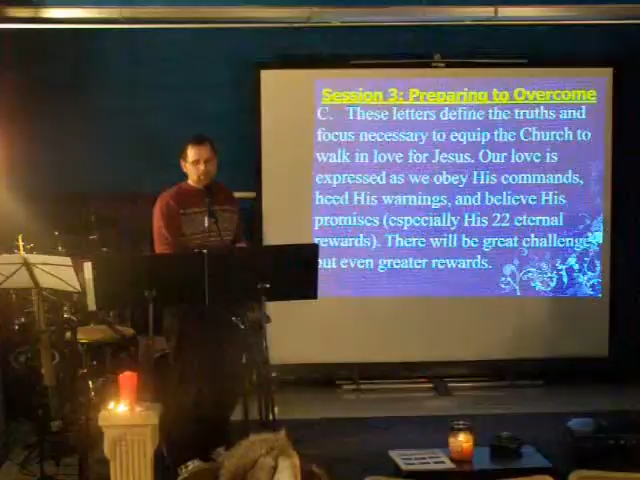 Session 3: Preparing to Overcome
C. These letters define the truths and
focus necessary to equip the Church to
walk in love for Jesus. Our love is
expressed as we obey His commands,
heed His warnings, and believe His
promises (especially His 22 eternal
rewards). There will be great challenge
but even greater rewards.